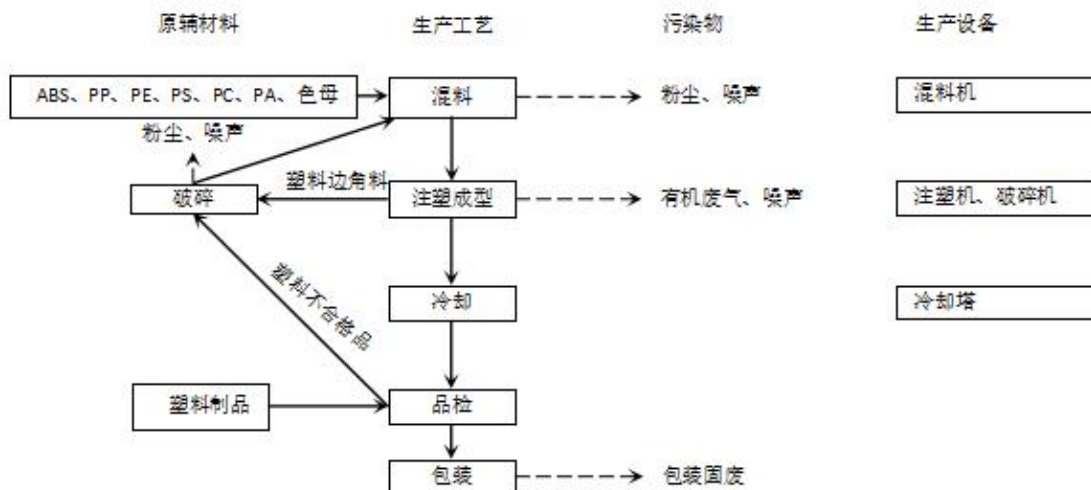 原辅材料
生产工艺
污染物
生产设备
ABS、PP、PE、PS、PC、PA、色母
混料
粉尘、噪声
混料机
粉尘、噪声
破碎
塑料边角料
注塑成型
有机废气、噪声
注塑机、破碎机
塑料不合格品
冷却
冷却塔
塑料制品
品检
包装
包装固废